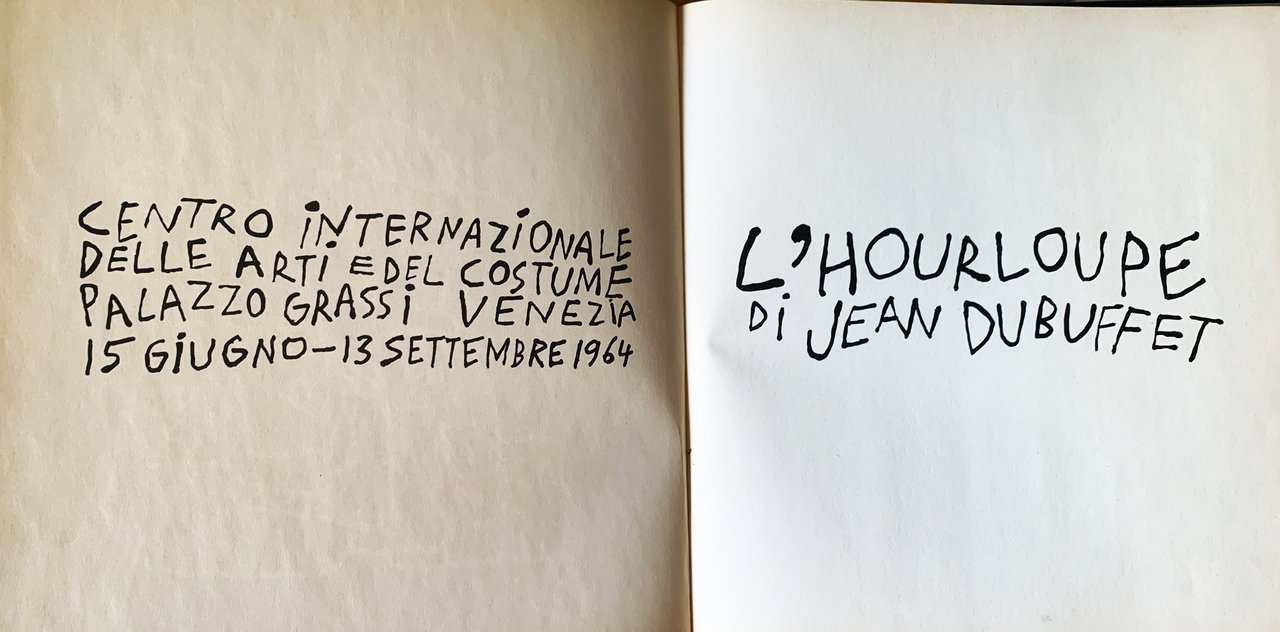 CENTRO iNTERNAZiONALE
DELLE ARTi E DEL COSTUME
PALAZZO GRASSi VENEZIA
15 GiUGNO–13 SETTEMBRE 1964
L'HOURLOUPE
Di JEAN DUBUFFET